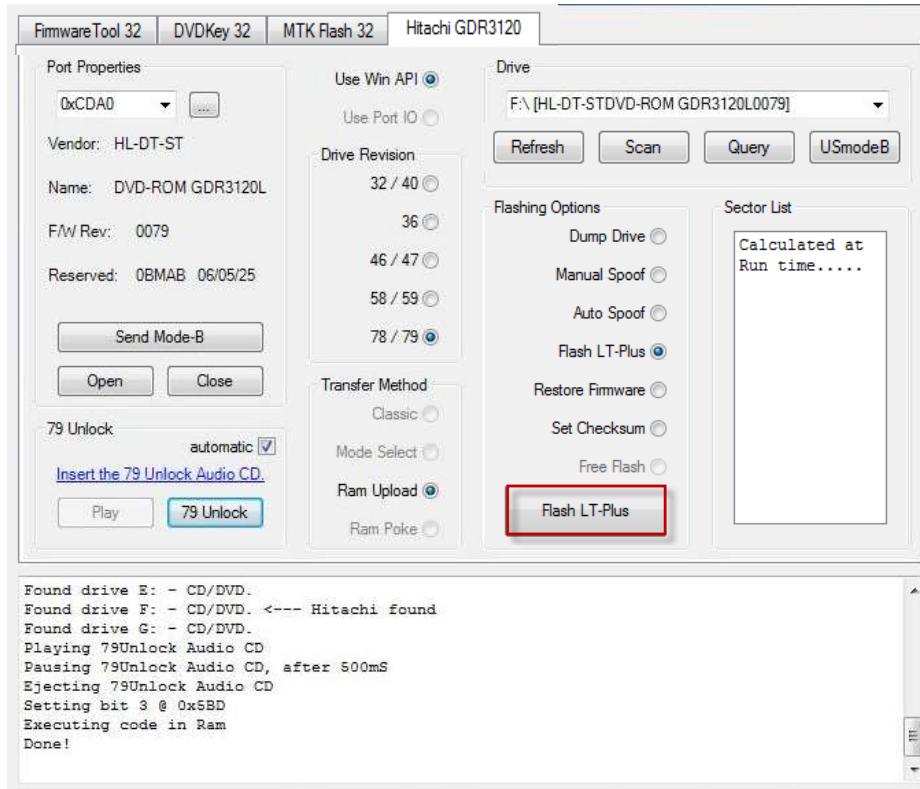 FirmwareTool 32 DVDKey 32 MTK Flash 32 Hitachi GDR3120
Port Properties
0xCDA0 ...
Vendor: HL-DT-ST
Name: DVD-ROM GDR3120L
F/W Rev: 0079
Reserved: 0BMAB 06/05/25
Send Mode-B
Open Close
79 Unlock
automatic
Insert the 79 Unlock Audio CD.
Play 79 Unlock
Use Win API
Use Port IO
Drive Revision
32 / 40
36
46 / 47
58 / 59
78 / 79
Transfer Method
Classic
Mode Select
Ram Upload
Ram Poke
Drive
F:\ [HL-DT-STDVD-ROM GDR3120L0079]
Refresh Scan Query USmodeB
Flashing Options
Dump Drive
Manual Spoof
Auto Spoof
Flash LT-Plus
Restore Firmware
Set Checksum
Free Flash
Flash LT-Plus
Sector List
Calculated at
Run time.....
Found drive E: - CD/DVD.
Found drive F: - CD/DVD. <--- Hitachi found
Found drive G: - CD/DVD.
Playing 79Unlock Audio CD
Pausing 79Unlock Audio CD, after 500mS
Ejecting 79Unlock Audio CD
Setting bit 3 @ 0x5BD
Executing code in Ram
Done!